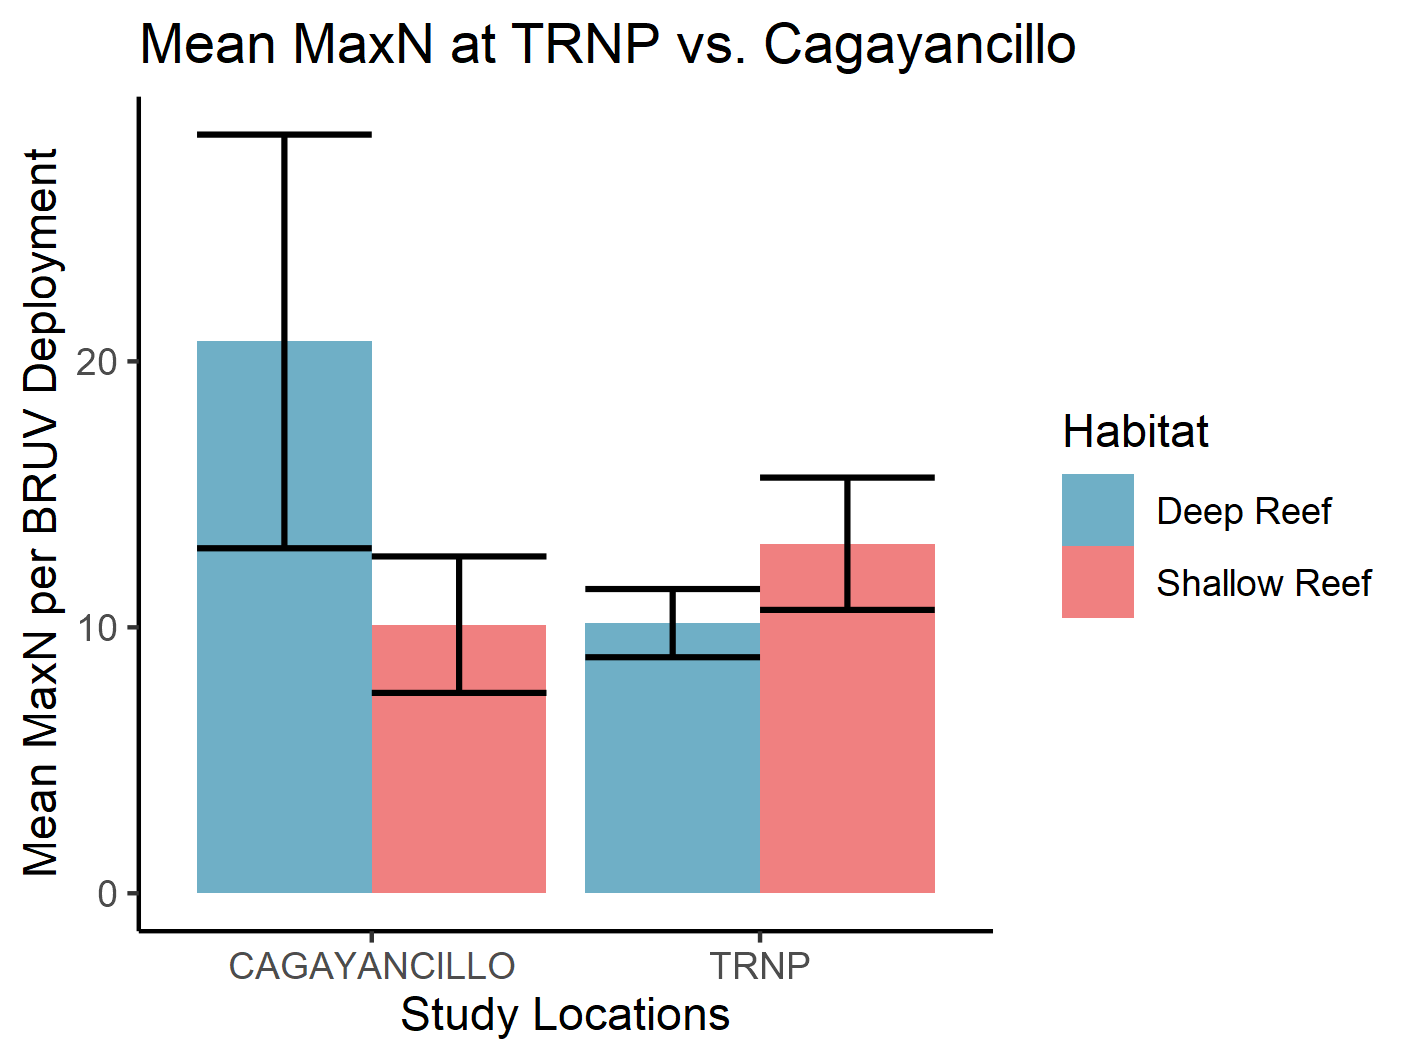 Mean MaxN at TRNP vs. Cagayancillo
Mean MaxN per BRUV Deployment
20
10
0
CAGAYANCILLO
TRNP
Study Locations
Habitat
Deep Reef
Shallow Reef